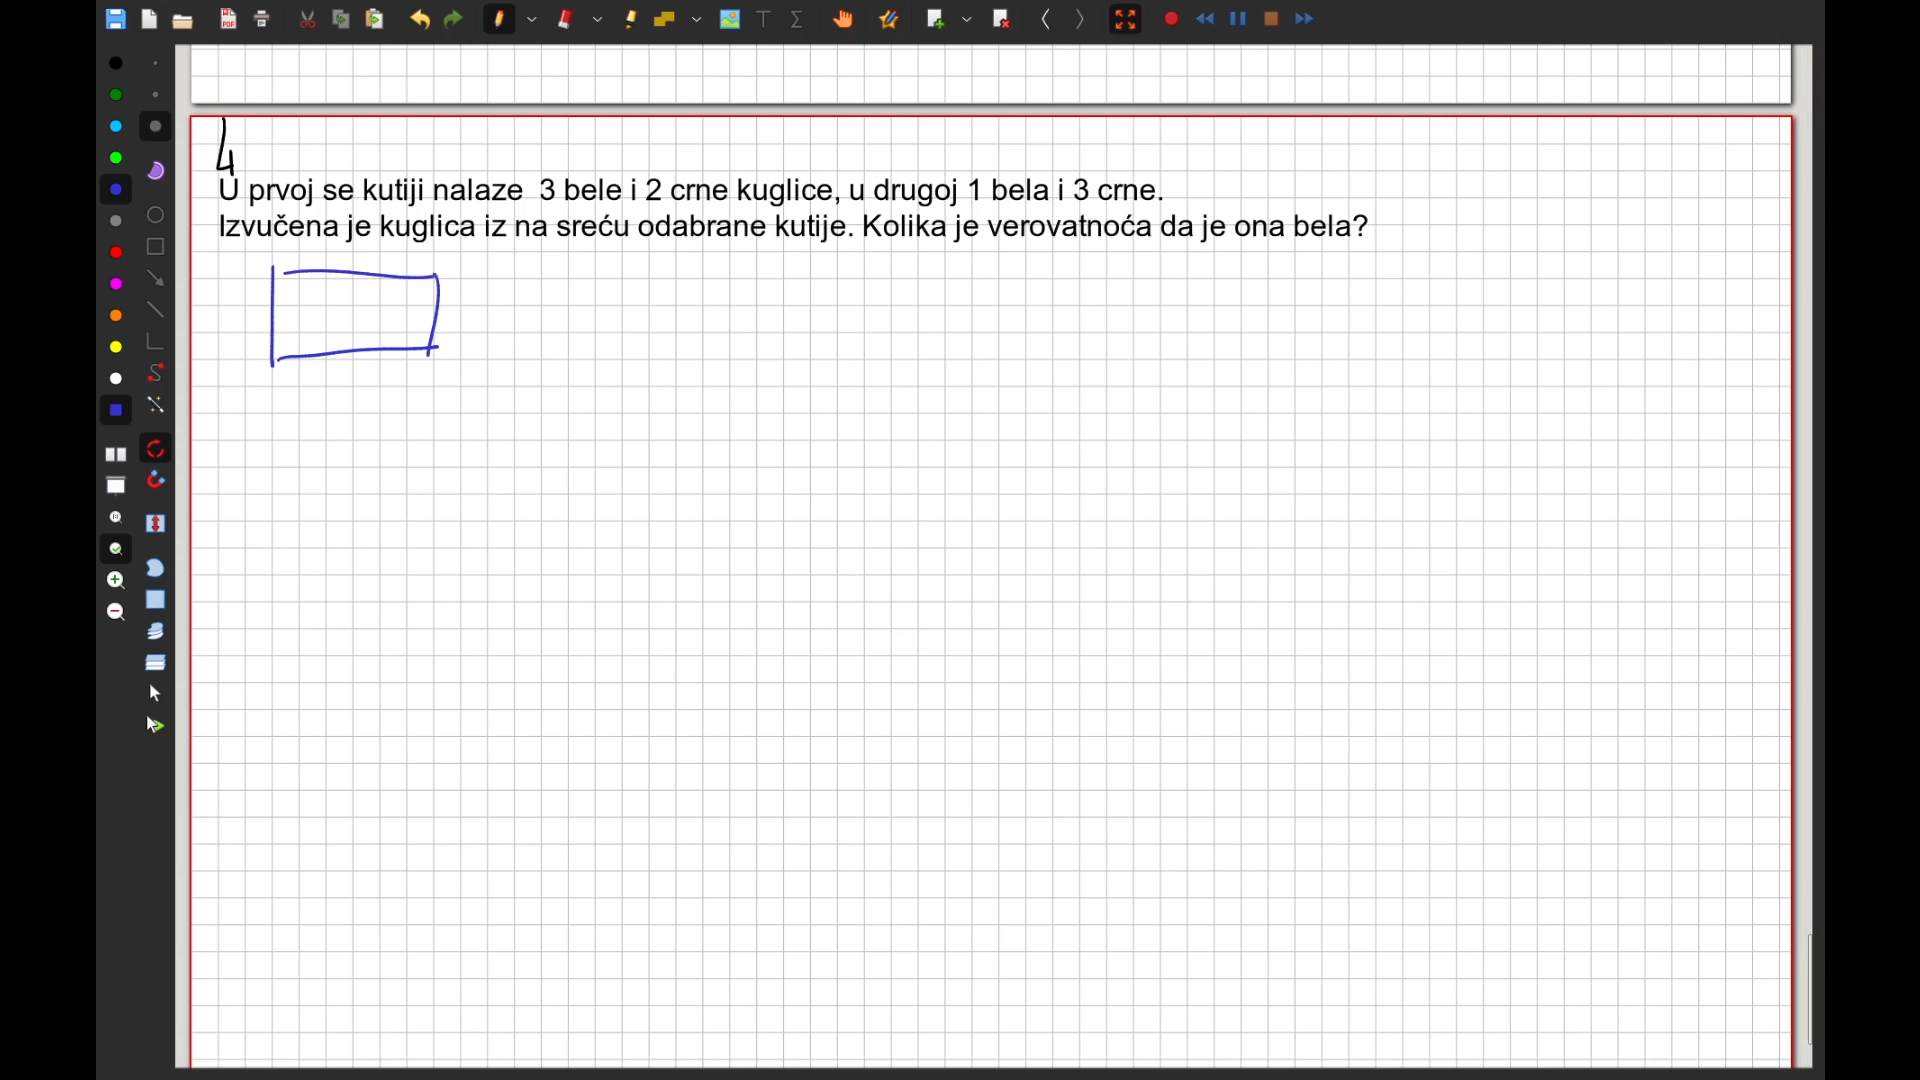 4
U prvoj se kutiji nalaze  3 bele i 2 crne kuglice, u drugoj 1 bela i 3 crne.
Izvučena je kuglica iz na sreću odabrane kutije. Kolika je verovatnoća da je ona bela?